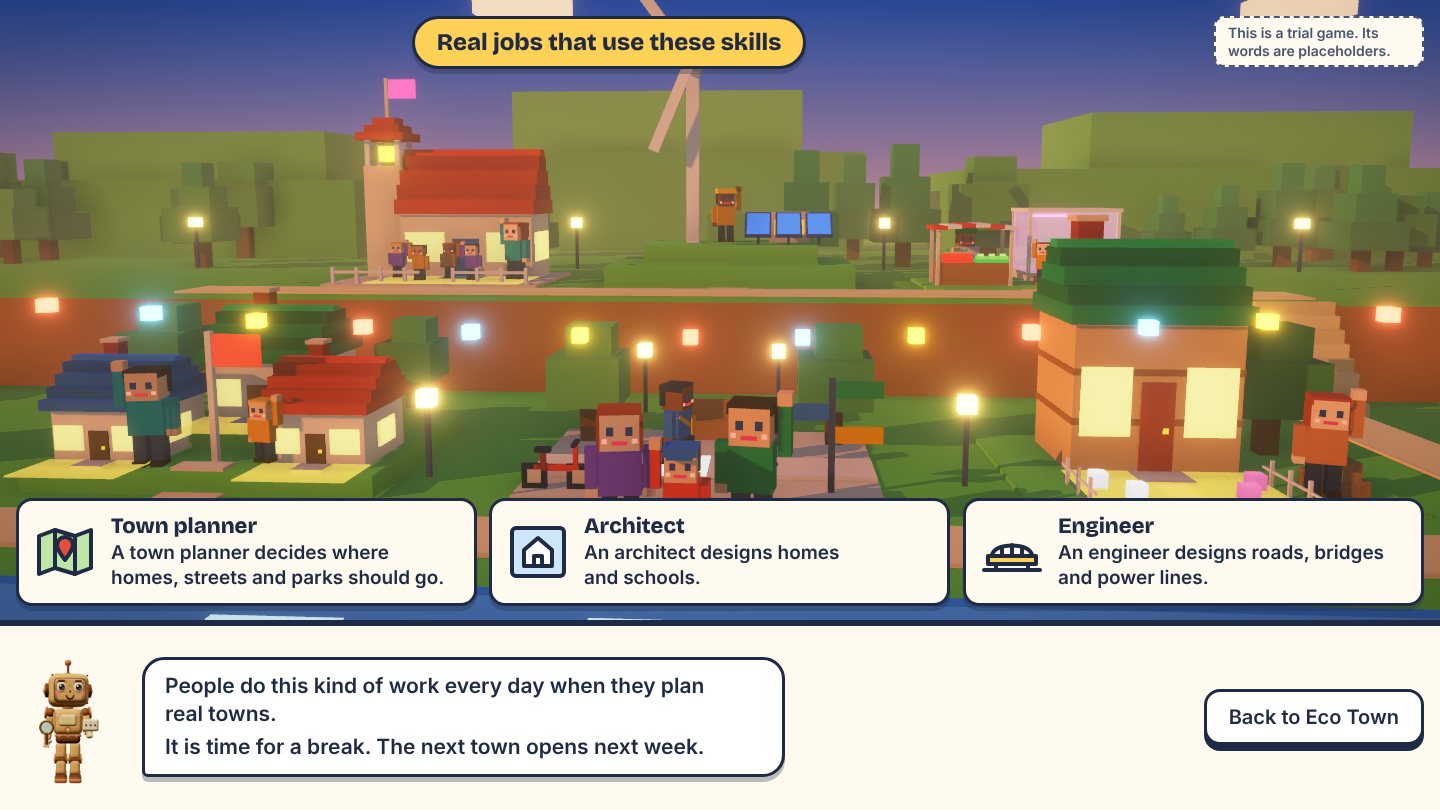 Real jobs that use these skills
This is a trial game. Its
words are placeholders.
Town planner
A town planner decides where
homes, streets and parks should go.
Architect
An architect designs homes
and schools.
Engineer
An engineer designs roads, bridges
and power lines.
People do this kind of work every day when they plan
real towns.
It is time for a break. The next town opens next week.
Back to Eco Town